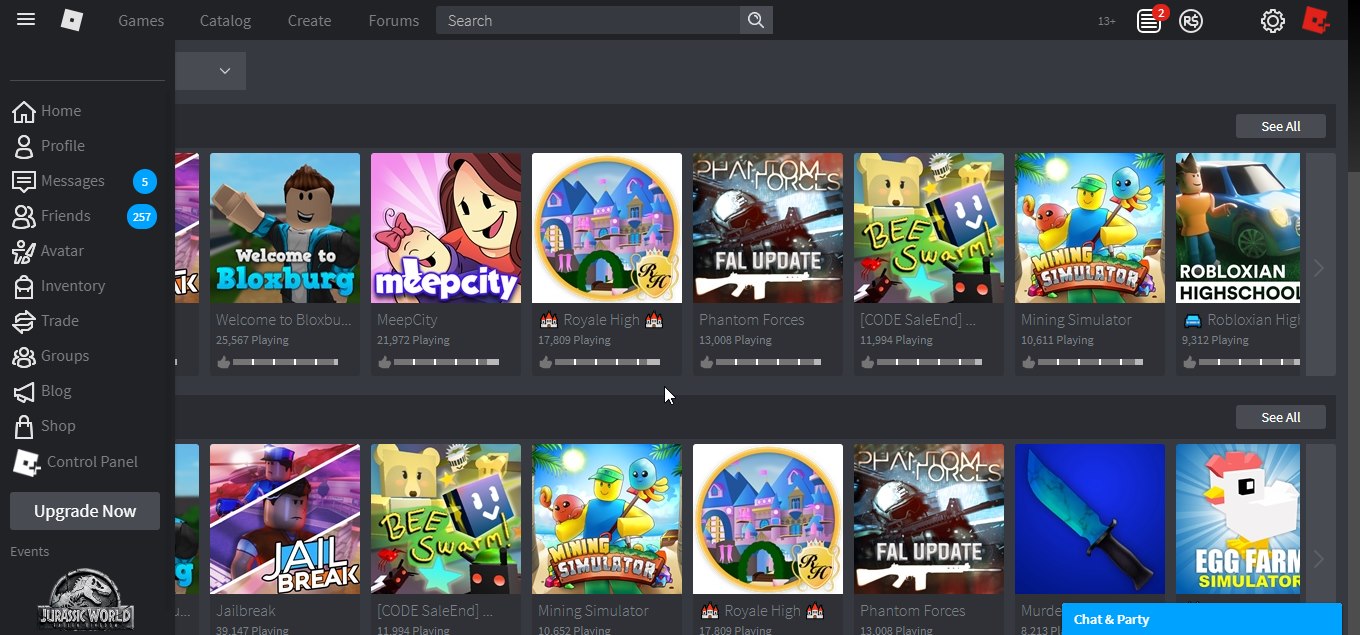 Games Catalog Create Forums Search 13+ 2 R$
Home
Profile
Messages 5
Friends 257
Avatar
Inventory
Trade
Groups
Blog
Shop
Control Panel
Upgrade Now
Events
JURASSIC WORLD
See All
Welcome to
Bloxburg
meepcity
RH
PHANTOM
FORCES
FAL UPDATE
BEE
Swarm!
MINING
SIMULATOR
ROBLOXIAN
HIGHSCHOOL
Welcome to Bloxbu... MeepCity Royale High Phantom Forces [CODE SaleEnd] ... Mining Simulator Robloxian High
25,567 Playing 21,972 Playing 17,809 Playing 13,008 Playing 11,994 Playing 10,611 Playing 9,312 Playing
See All
JAIL
BREAK
BEE
Swarm!
MINING
SIMULATOR
RH
PHANTOM
FORCES
FAL UPDATE
EGG FARM
SIMULATOR
Jailbreak [CODE SaleEnd] ... Mining Simulator Royale High Phantom Forces Murde
39,147 Playing 11,994 Playing 10,652 Playing 17,809 Playing 13,008 Playing 8,213 Pl
Chat & Party